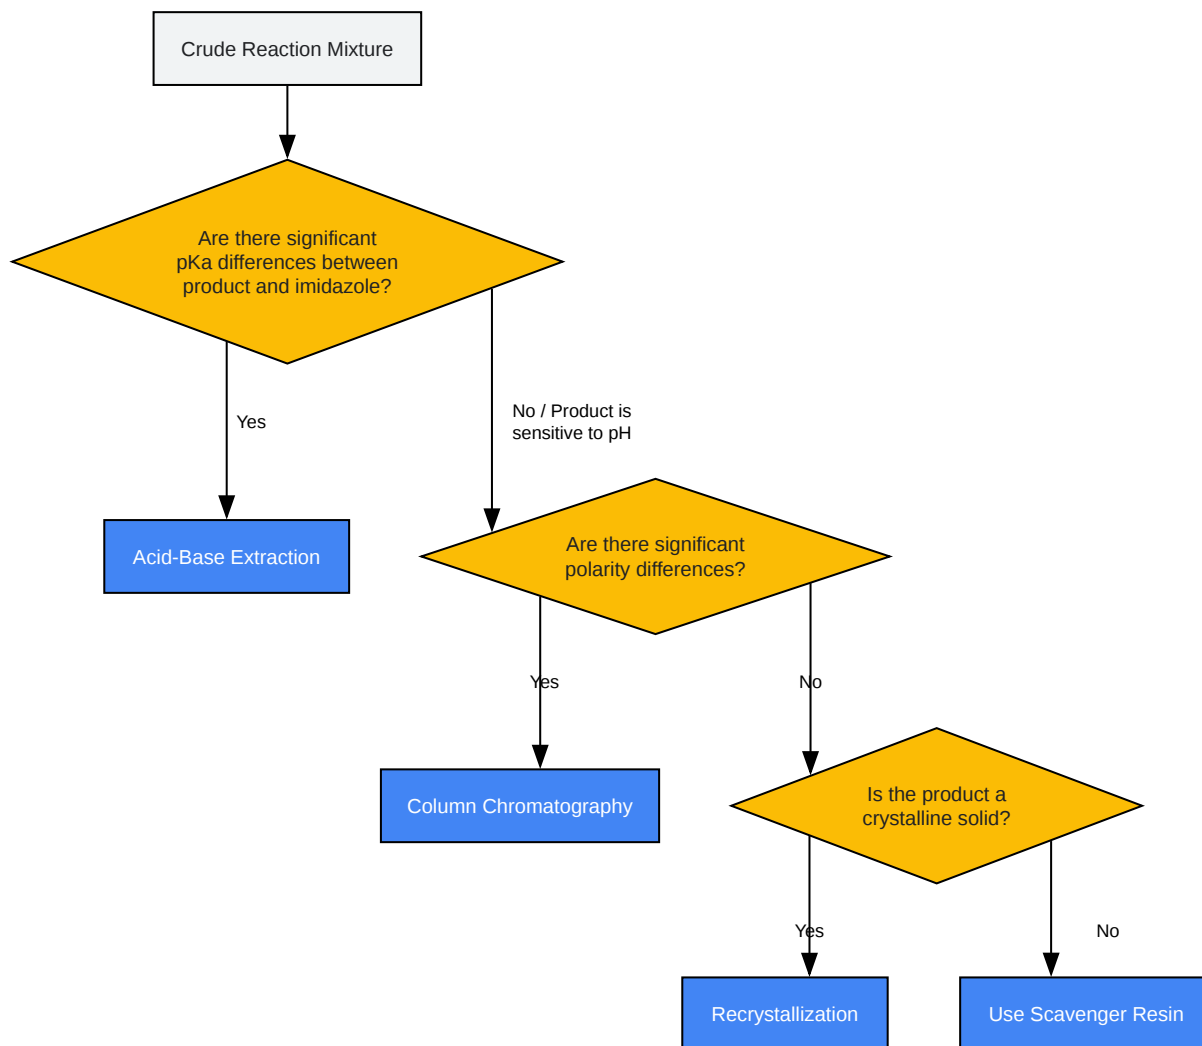 Crude Reaction Mixture
Are there significant
pKa differences between
product and imidazole?
Yes
No / Product is
sensitive to pH
Acid-Base Extraction
Are there significant
polarity differences?
Yes
No
Column Chromatography
Is the product a
crystalline solid?
Yes
No
Recrystallization
Use Scavenger Resin